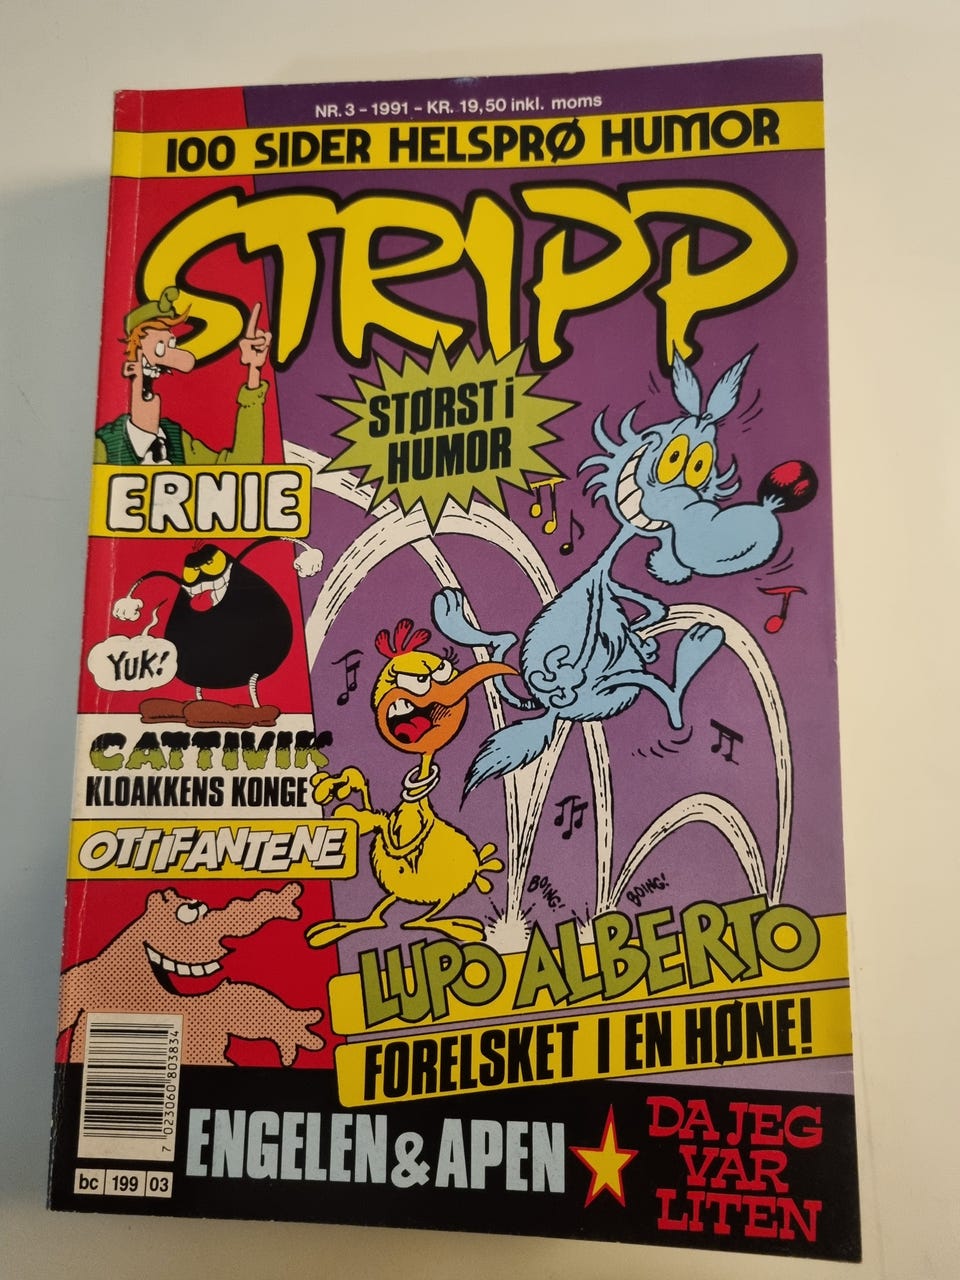 NR. 3 - 1991 - KR. 19,50 inkl. moms
100 SIDER HELSPRØ HUMOR
STRIPP
STØRST i
HUMOR
ERNIE
YUK!
CATTIVIK
KLOAKKENS KONGE
OTTIFANTENE
BOING!
BOING!
LUPO ALBERTO
FORELSKET I EN HØNE!
ENGELEN & APEN
DA JEG
VAR
LITEN
7 023060 803834
bc 199 03